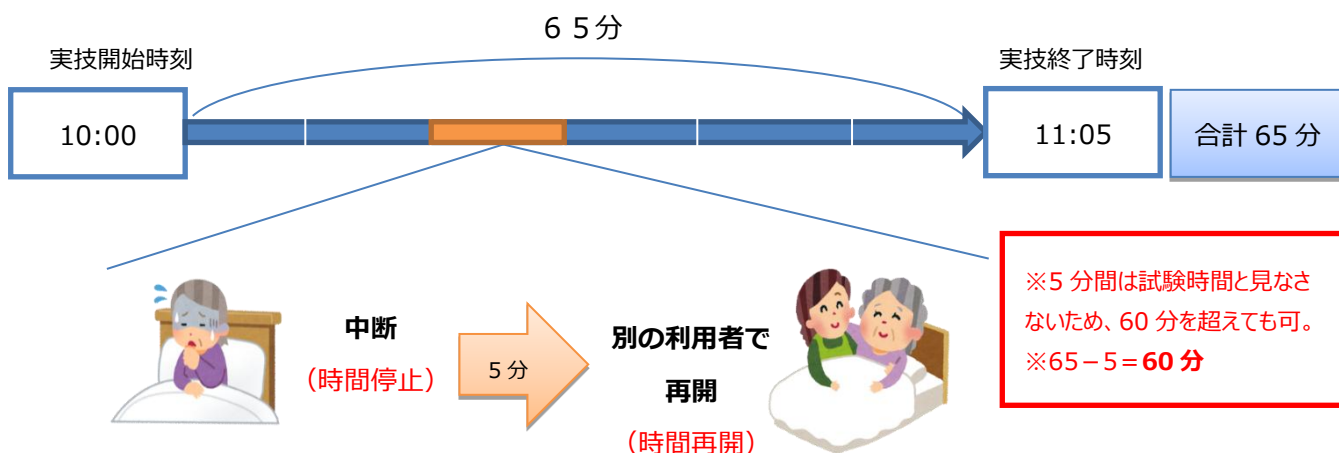 ６５分
実技開始時刻
実技終了時刻
10:00
11:05
合計 65 分
中断
（時間停止）
5 分
別の利用者で
再開
（時間再開）
※5 分間は試験時間と見なさ
ないため、60 分を超えても可。
※65－5＝60 分